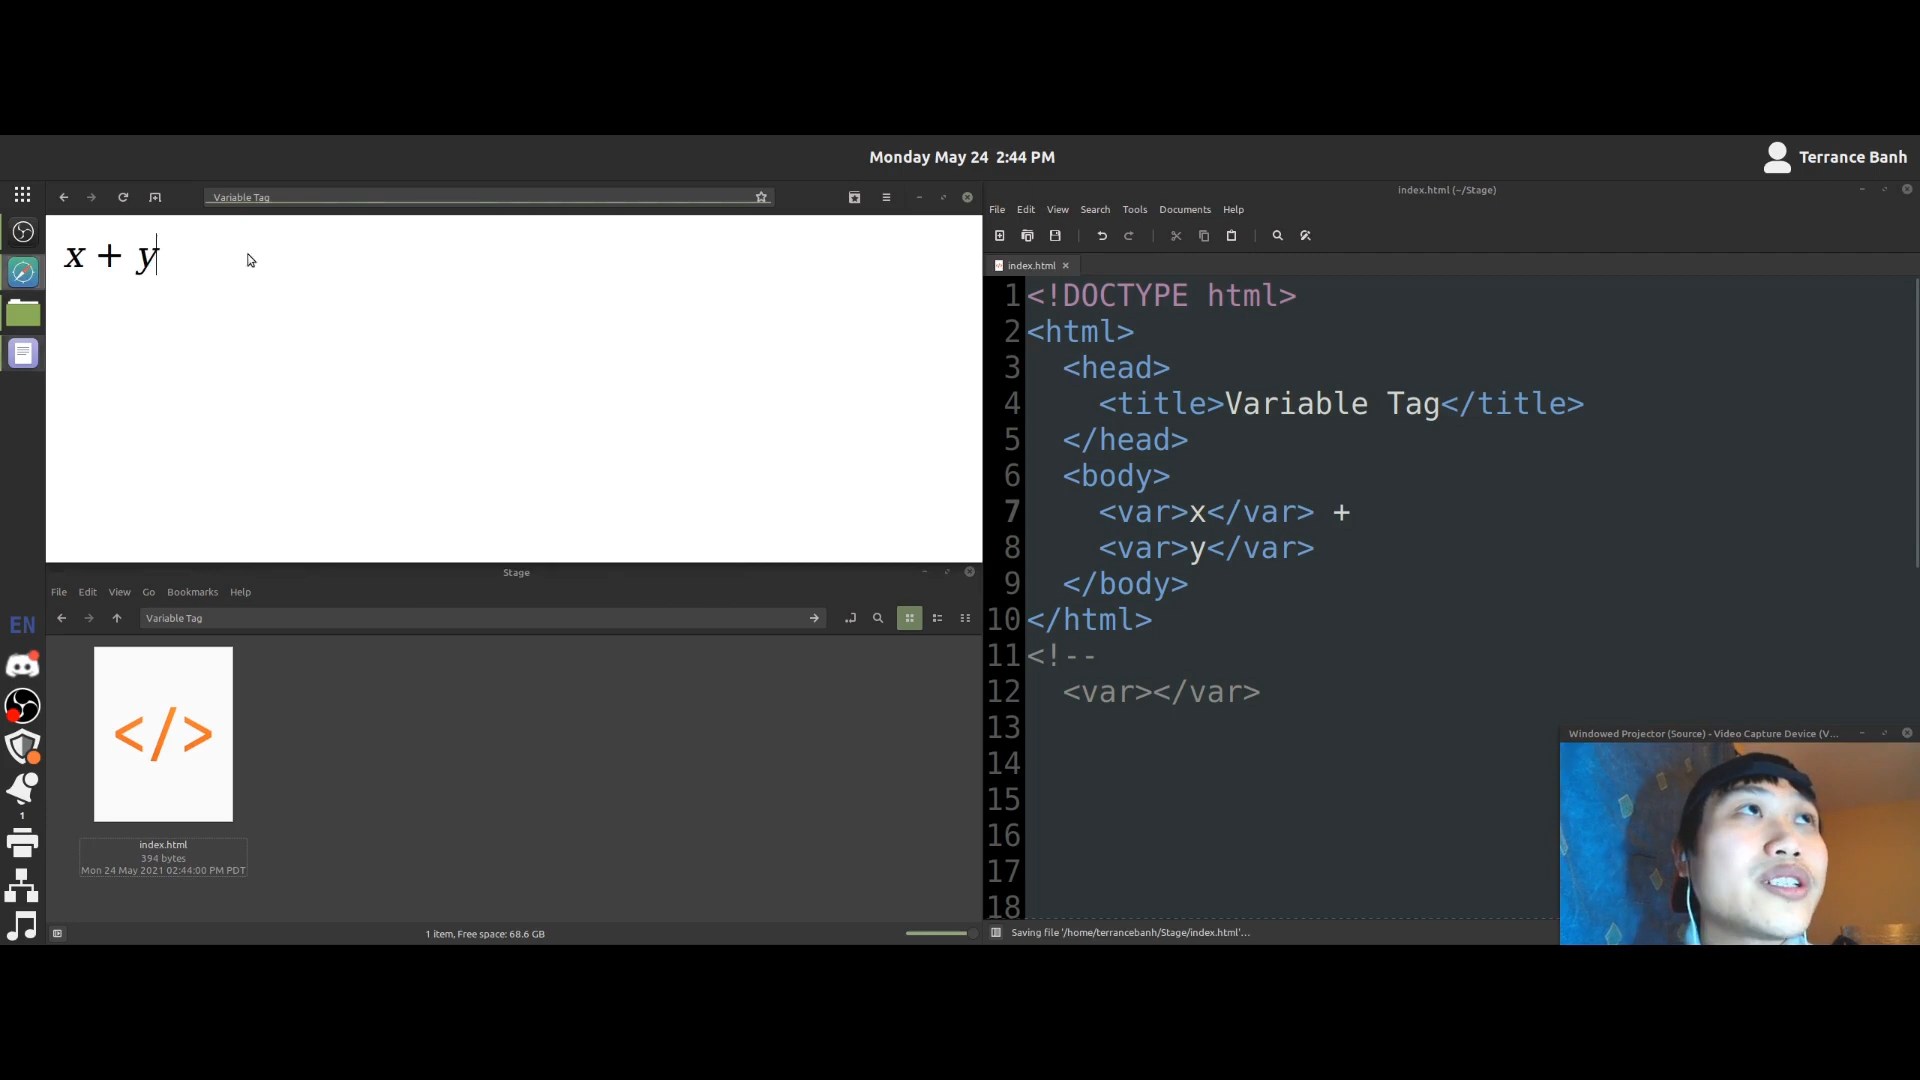 Monday May 24 2:44 PM
Terrance Banh
Variable Tag
x + y
index.html (~/Stage)
File Edit View Search Tools Documents Help
index.html
1 <!DOCTYPE html>
2 <html>
3 <head>
4 <title>Variable Tag</title>
5 </head>
6 <body>
7 <var>x</var> +
8 <var>y</var>
9 </body>
10 </html>
11 <!--
12 <var></var>
13
14
15
16
17
18
Saving file '/home/terrancebanh/Stage/index.html'...
Stage
File Edit View Go Bookmarks Help
Variable Tag
</>
index.html
394 bytes
Mon 24 May 2021 02:44:00 PM PDT
1 item, Free space: 68.6 GB
EN
1
Windowed Projector (Source) - Video Capture Device (V...